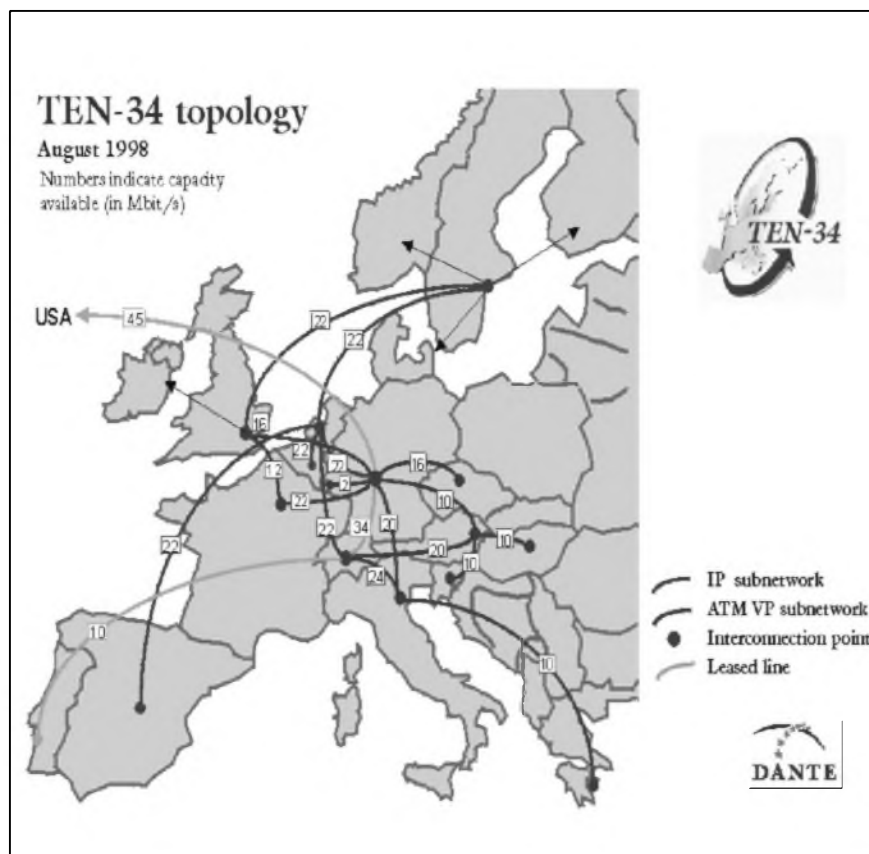 TEN-34 topology
August 1998
Numbers indicate capacity
available (in Mbit/s)
TEN-34
USA
45
22
22
16
22
12
22
2
16
22
10
22
34
20
20
10
10
24
22
10
10
IP subnetwork
ATM VP subnetwork
Interconnection point
Leased line
DANTE